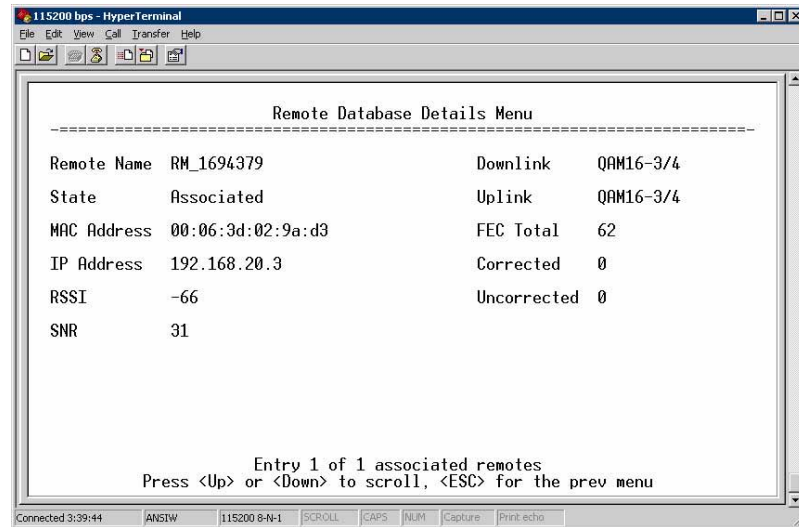 115200 bps - HyperTerminal
File Edit View Call Transfer Help
Remote Database Details Menu
-==========================================================================-
Remote Name RM_1694379 Downlink QAM16-3/4
State Associated Uplink QAM16-3/4
MAC Address 00:06:3d:02:9a:d3 FEC Total 62
IP Address 192.168.20.3 Corrected 0
RSSI -66 Uncorrected 0
SNR 31
Entry 1 of 1 associated remotes
Press <Up> or <Down> to scroll, <ESC> for the prev menu
Connected 3:39:44 ANSIW 115200 8-N-1 SCROLL CAPS NUM Capture Print echo